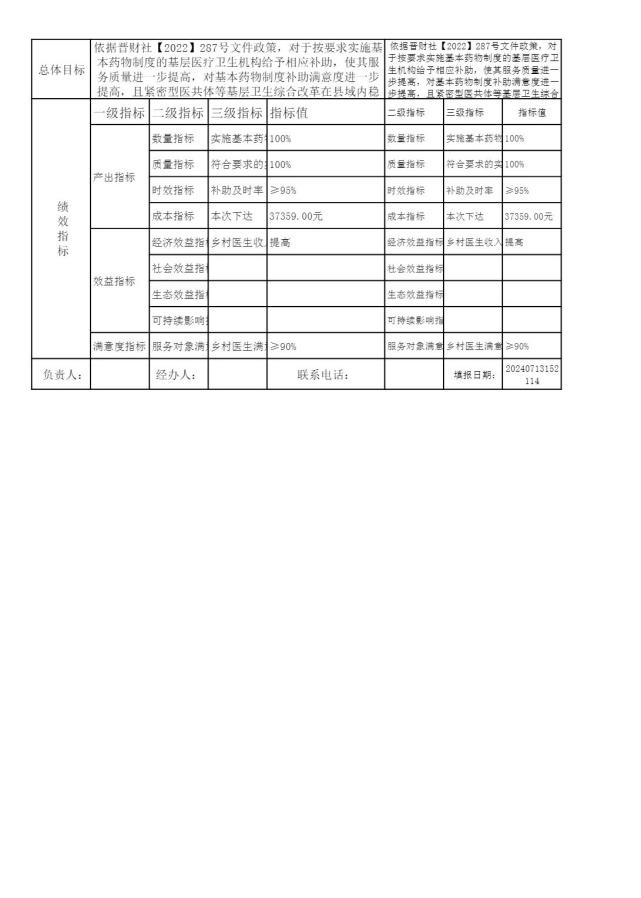 总体目标 依据晋财社【2022】287号文件政策，对于按要求实施基 依据晋财社【2022】287号文件政策，对
本药物制度的基层医疗卫生机构给予相应补助，使其服 于按要求实施基本药物制度的基层医疗卫
务质量进一步提高，对基本药物制度补助满意度进一步 生机构给予相应补助，使其服务质量进一
提高，且紧密型医共体等基层卫生综合改革在县域内稳 步提高，对基本药物制度补助满意度进一
步提高，且紧密型医共体等基层卫生综合
绩效指标
一级指标 二级指标 三级指标 指标值 二级指标 三级指标 指标值
产出指标
数量指标 实施基本药 100% 数量指标 实施基本药物 100%
质量指标 符合要求的 100% 质量指标 符合要求的实 100%
时效指标 补助及时率 ≥95% 时效指标 补助及时率 ≥95%
成本指标 本次下达 37359.00元 成本指标 本次下达 37359.00元
效益指标
经济效益指 乡村医生收 提高 经济效益指标 乡村医生收入 提高
社会效益指 社会效益指标
生态效益指 生态效益指标
可持续影响 可持续影响指
满意度指标 服务对象满 乡村医生满 ≥90% 服务对象满意 乡村医生满意 ≥90%
负责人： 经办人： 联系电话： 填报日期： 20240713152
114